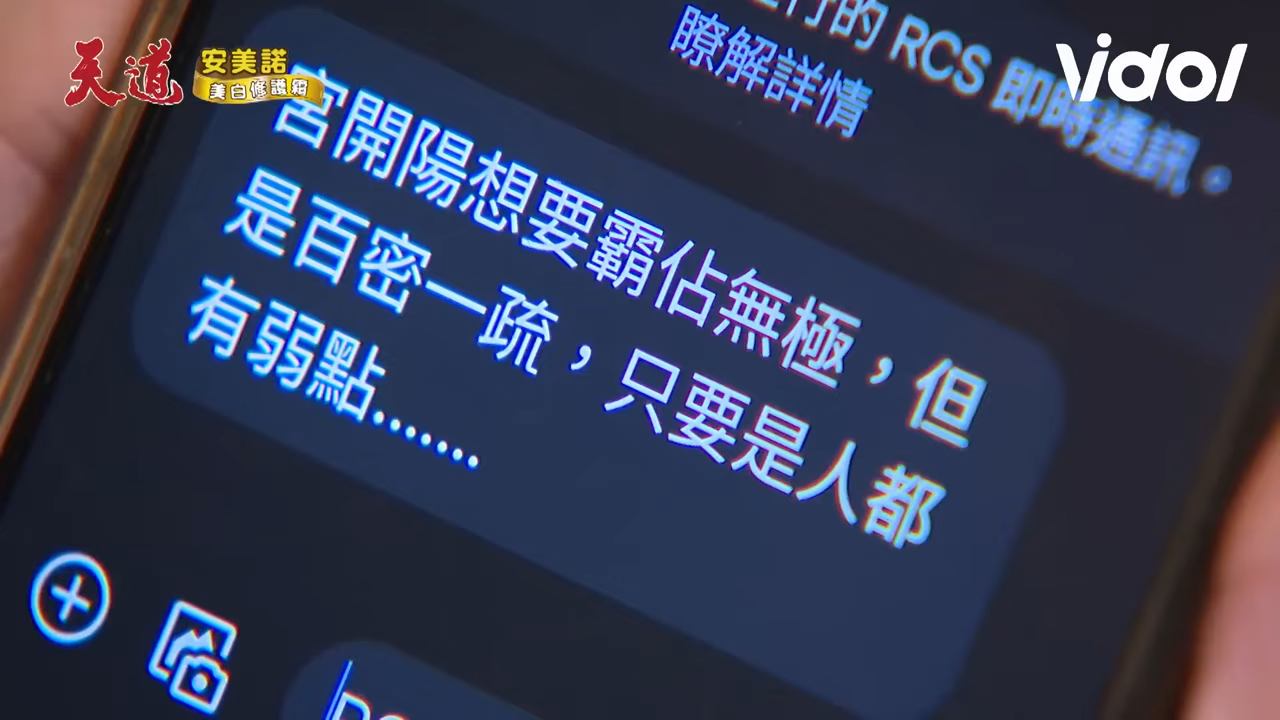 天道
安美諾
美白修護霜
vidol
行的 RCS 即時通訊。
瞭解詳情
宮開陽想要霸佔無極，但
是百密一疏，只要是人都
有弱點.......